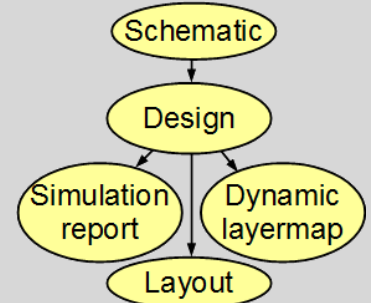 Schematic
Design
Simulation
report
Dynamic
layermap
Layout